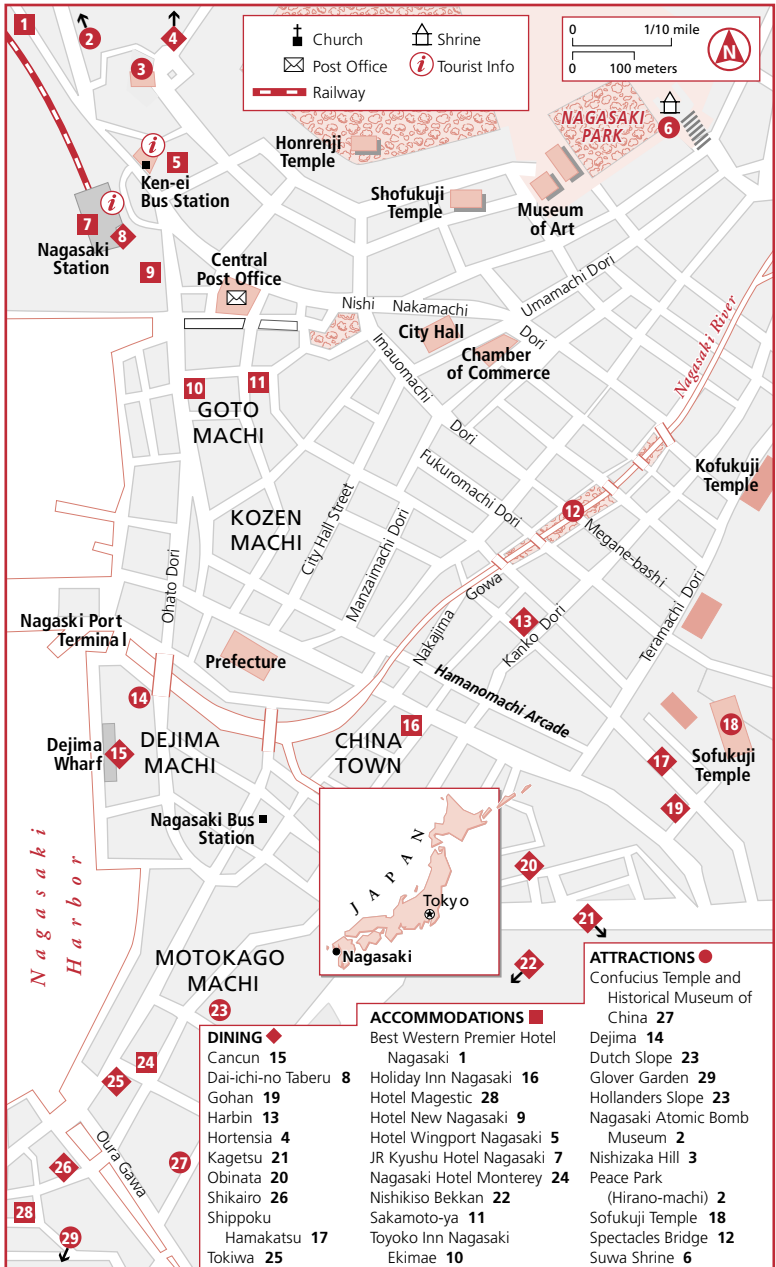 1
2
4
3
Church
Shrine
Post Office
i Tourist Info
Railway
0 1/10 mile
0 100 meters
N
NAGASAKI
PARK
6
Honrenji
Temple
i
5
Ken-ei
Bus Station
i
7
8
Nagasaki
Station
9
Shofukuji
Temple
Museum
of Art
Central
Post Office
Nishi Nakamachi Dori
Umamachi Dori
City Hall
Chamber
of Commerce
Nagasaki River
Imauomachi Dori
10
11
GOTO
MACHI
Fukuromachi Dori
Kofukuji
Temple
12
KOZEN
MACHI
City Hall Street
Manzaimachi Dori
Megane-bashi
Ohato Dori
Nakajima Gowa
13
Kanko Dori
Teramachi Dori
Nagaski Port
Terminal
Prefecture
Hamanomachi Arcade
14
16
18
Dejima
Wharf
15
DEJIMA
MACHI
CHINA
TOWN
17
Sofukuji
Temple
19
Nagasaki Bus
Station
JAPAN
Tokyo
Nagasaki
20
21
22
Nagasaki
Harbor
MOTOKAGO
MACHI
23
24
25
Oura Gawa
26
27
28
29
DINING
Cancun 15
Dai-ichi-no Taberu 8
Gohan 19
Harbin 13
Hortensia 4
Kagetsu 21
Obinata 20
Shikairo 26
Shippoku
Hamakatsu 17
Tokiwa 25
ACCOMMODATIONS
Best Western Premier Hotel
Nagasaki 1
Holiday Inn Nagasaki 16
Hotel Magestic 28
Hotel New Nagasaki 9
Hotel Wingport Nagasaki 5
JR Kyushu Hotel Nagasaki 7
Nagasaki Hotel Monterey 24
Nishikiso Bekkan 22
Sakamoto-ya 11
Toyoko Inn Nagasaki
Ekimae 10
ATTRACTIONS
Confucius Temple and
Historical Museum of
China 27
Dejima 14
Dutch Slope 23
Glover Garden 29
Hollanders Slope 23
Nagasaki Atomic Bomb
Museum 2
Nishizaka Hill 3
Peace Park
(Hirano-machi) 2
Sofukuji Temple 18
Spectacles Bridge 12
Suwa Shrine 6